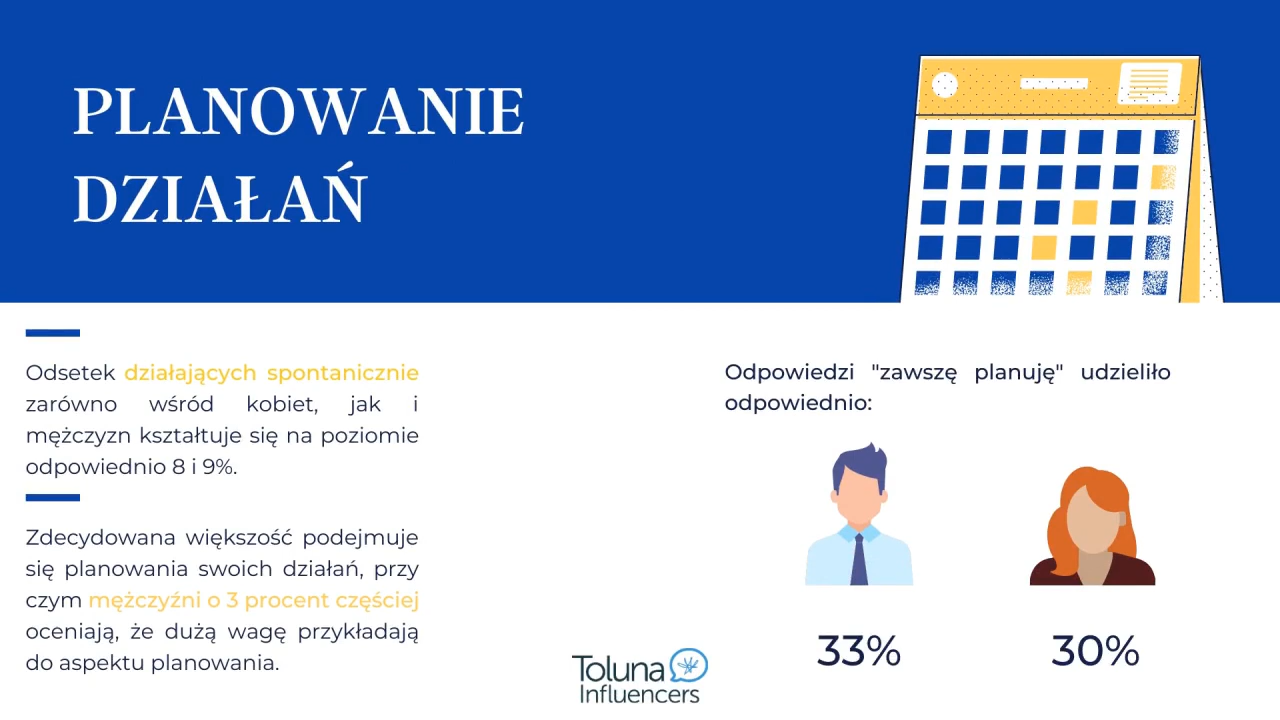 PLANOWANIE
DZIAŁAŃ
Odsetek działających spontanicznie
zarówno wśród kobiet, jak i
mężczyzn kształtuje się na poziomie
odpowiednio 8 i 9%.
Zdecydowana większość podejmuje
się planowania swoich działań, przy
czym mężczyźni o 3 procent częściej
oceniają, że dużą wagę przykładają
do aspektu planowania.
Odpowiedzi "zawszę planuję" udzieliło
odpowiednio:
33%
30%
Toluna
Influencers